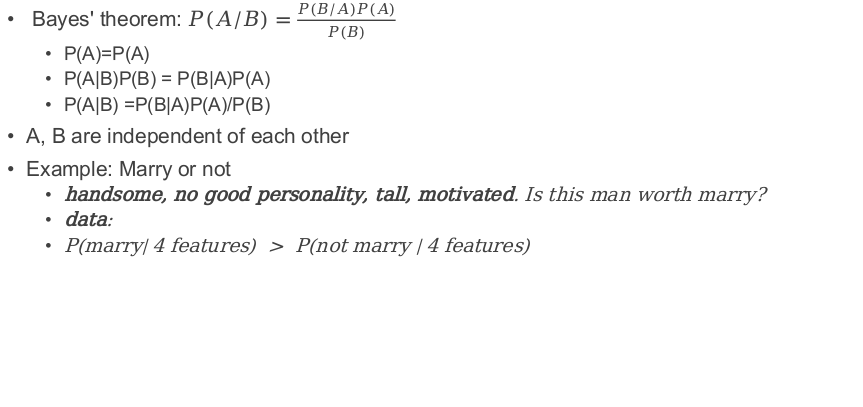 • Bayes' theorem: P(A/B) = P(B/A)P(A) / P(B)
• P(A)=P(A)
• P(A|B)P(B) = P(B|A)P(A)
• P(A|B) =P(B|A)P(A)/P(B)
• A, B are independent of each other
• Example: Marry or not
• handsome, no good personality, tall, motivated. Is this man worth marry?
• data:
• P(marry| 4 features) > P(not marry | 4 features)